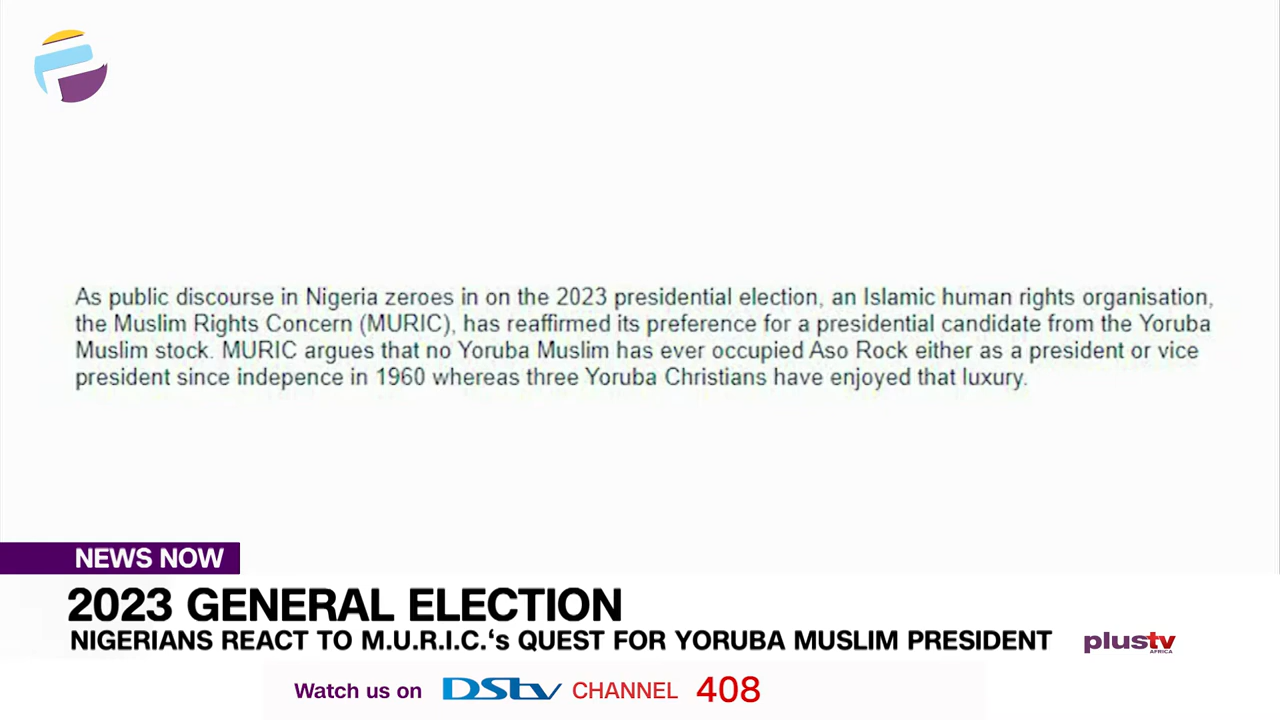 As public discourse in Nigeria zeroes in on the 2023 presidential election, an Islamic human rights organisation,
the Muslim Rights Concern (MURIC), has reaffirmed its preference for a presidential candidate from the Yoruba
Muslim stock. MURIC argues that no Yoruba Muslim has ever occupied Aso Rock either as a president or vice
president since indepence in 1960 whereas three Yoruba Christians have enjoyed that luxury.
NEWS NOW
2023 GENERAL ELECTION
NIGERIANS REACT TO M.U.R.I.C.‘s QUEST FOR YORUBA MUSLIM PRESIDENT
plustv
AFRICA
Watch us on DStv CHANNEL 408